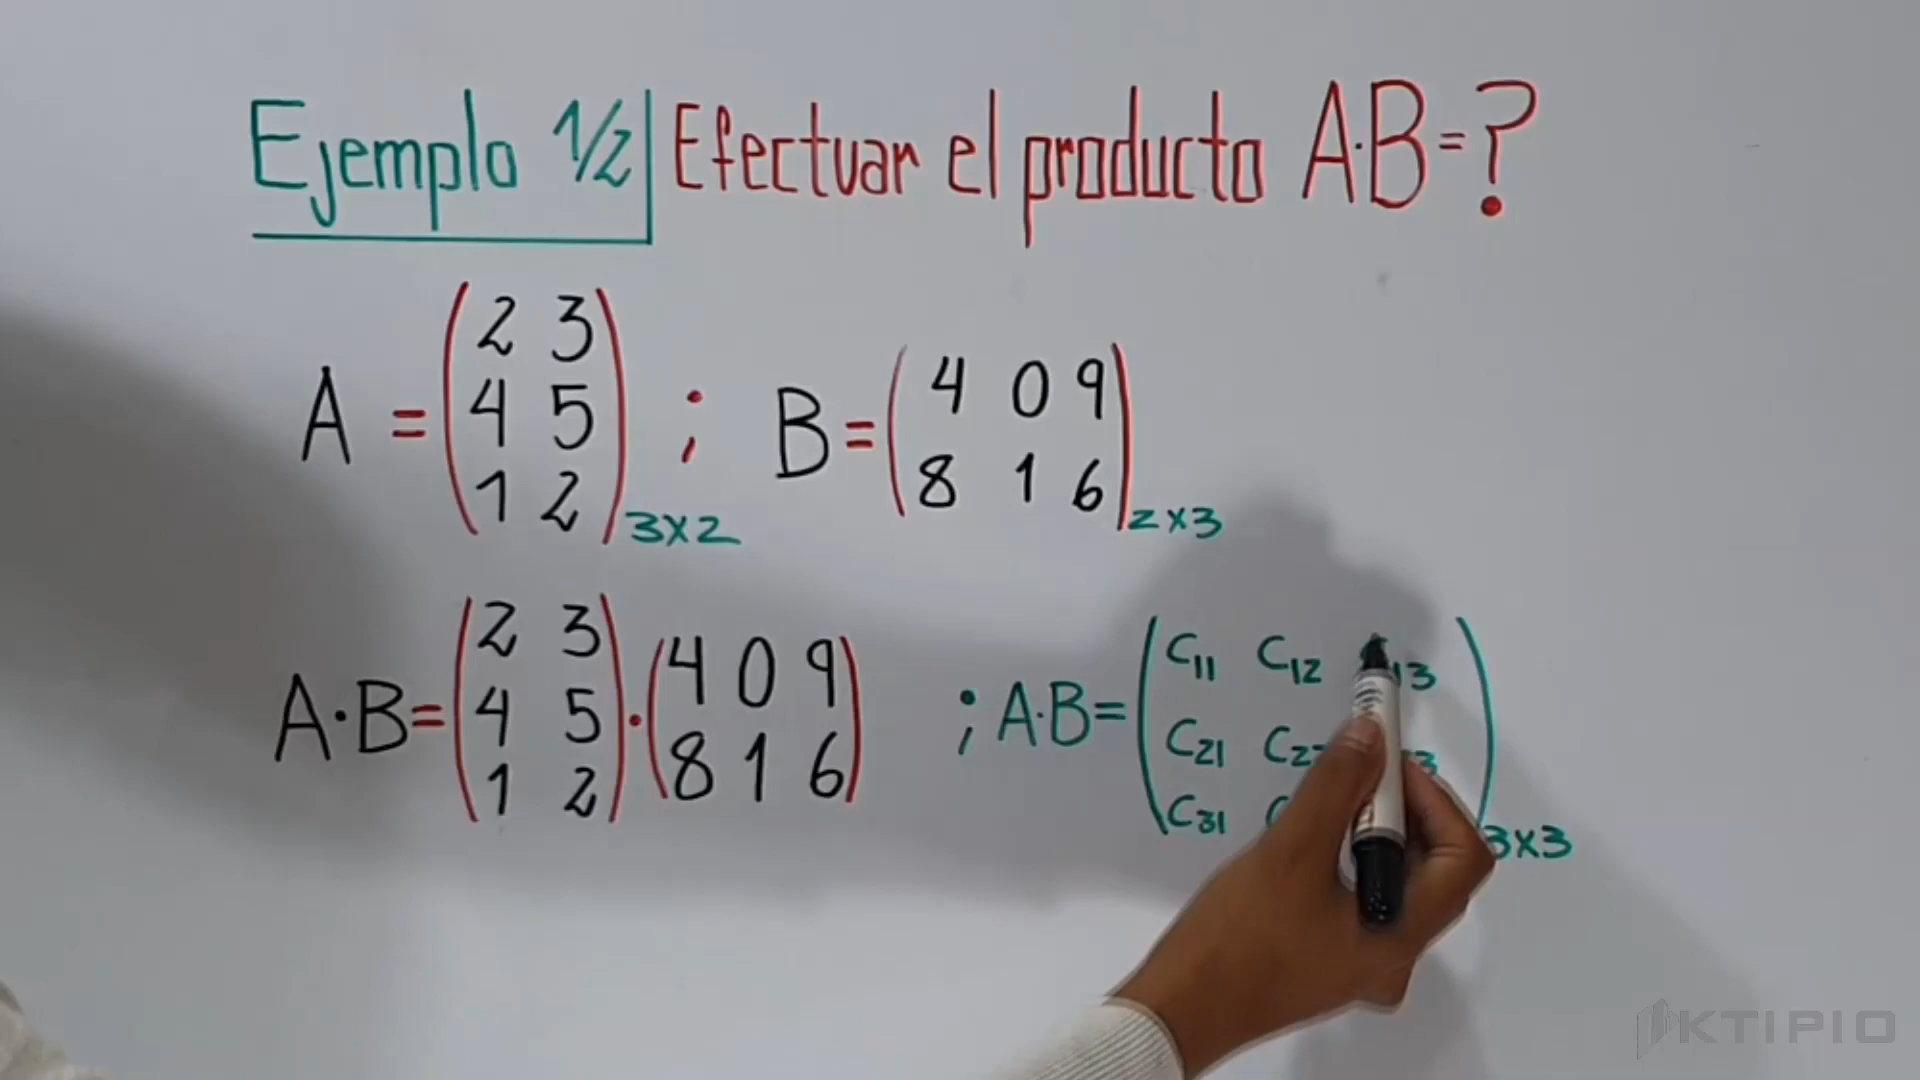 Ejemplo 1/2 Efectuar el producto A·B=?
A = (2 3
4 5
1 2) 3x2 ; B = (4 0 9
8 1 6) 2x3
A·B = (2 3
4 5
1 2) · (4 0 9
8 1 6) ; A·B = (C11 C12 C13
C21
C31
) 3x3
KTIPIO